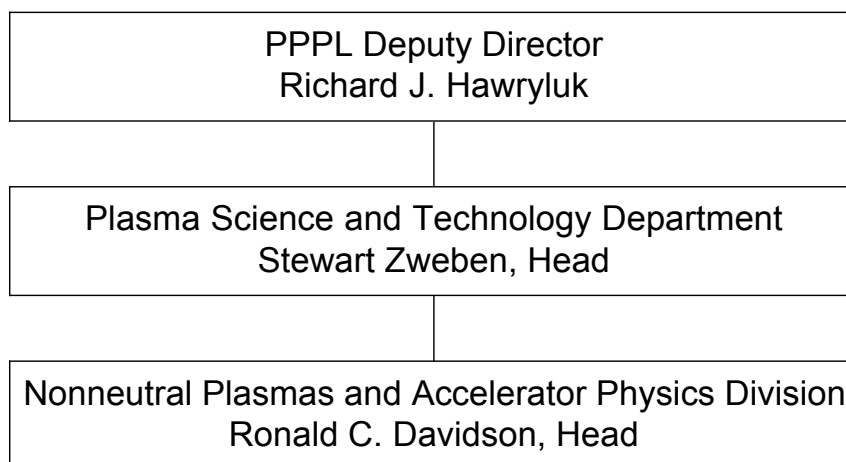 PPPL Deputy Director
Richard J. Hawryluk
Plasma Science and Technology Department
Stewart Zweben, Head
Nonneutral Plasmas and Accelerator Physics Division
Ronald C. Davidson, Head